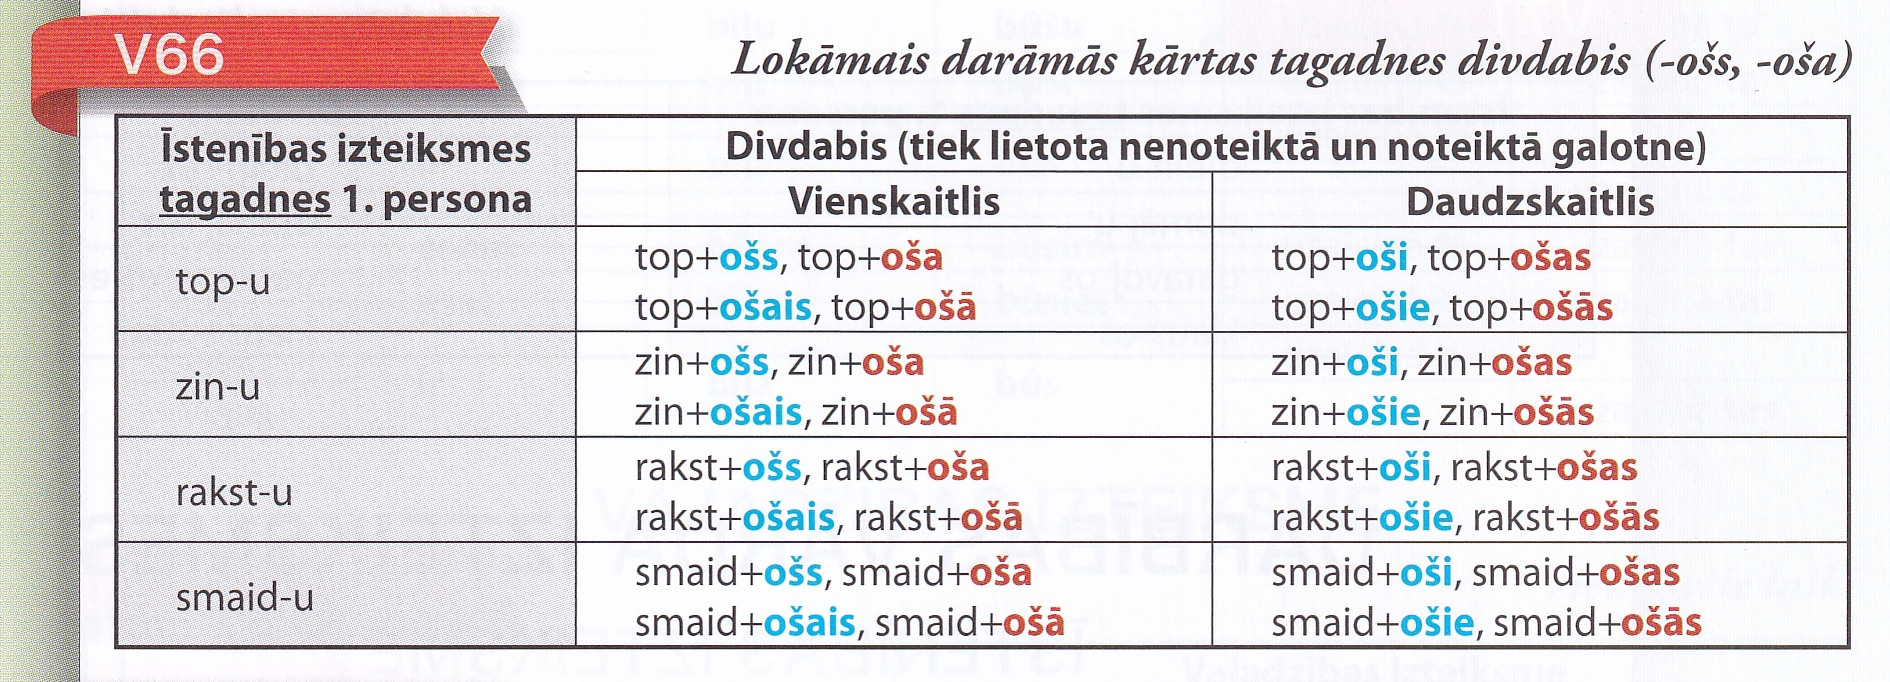 V66
Lokāmais darāmās kārtas tagadnes divdabis (-ošs, -oša)
Īstenības izteiksmes
tagadnes 1. persona
Divdabis (tiek lietota nenoteiktā un noteiktā galotne)
Vienskaitlis
Daudzskaitlis
top-u
top+ošs, top+oša
top+ošais, top+ošā
top+oši, top+ošas
top+ošie, top+ošās
zin-u
zin+ošs, zin+oša
zin+ošais, zin+ošā
zin+oši, zin+ošas
zin+ošie, zin+ošās
rakst-u
rakst+ošs, rakst+oša
rakst+ošais, rakst+ošā
rakst+oši, rakst+ošas
rakst+ošie, rakst+ošās
smaid-u
smaid+ošs, smaid+oša
smaid+ošais, smaid+ošā
smaid+oši, smaid+ošas
smaid+ošie, smaid+ošās